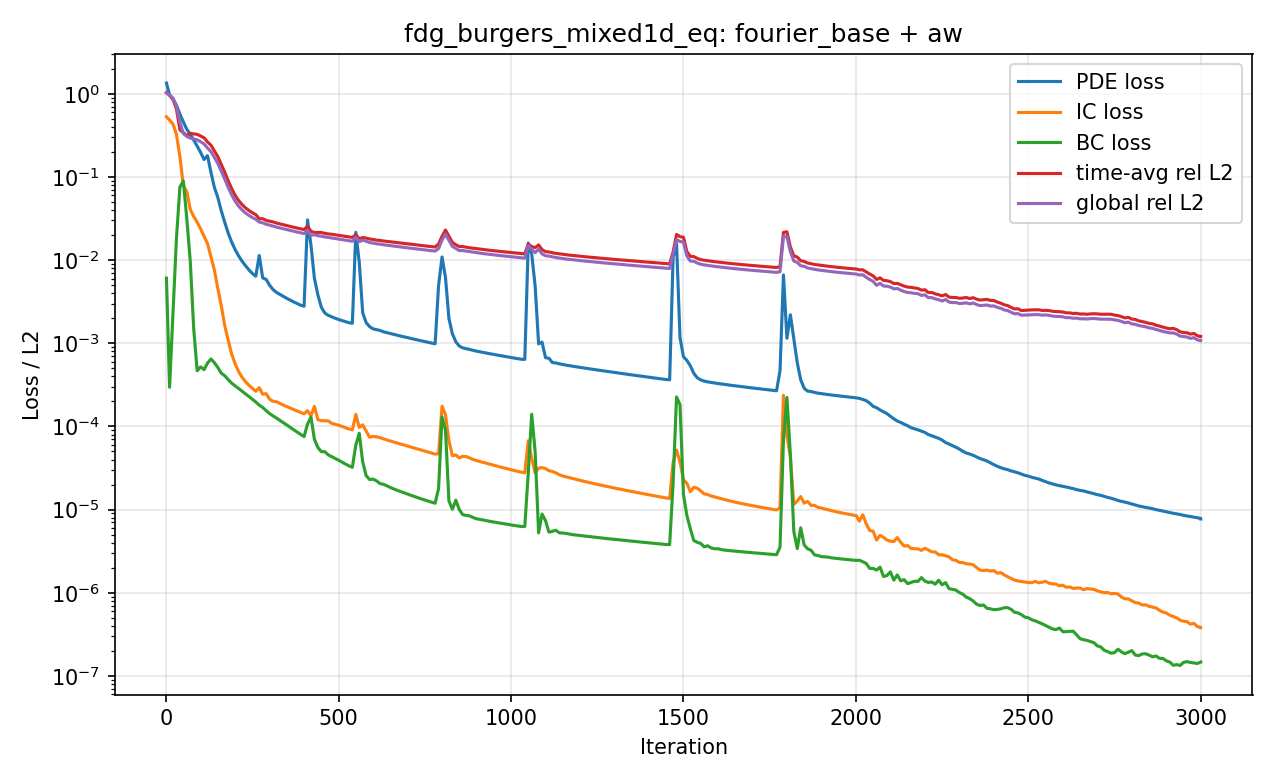 fdg_burgers_mixed1d_eq: fourier_base + aw
PDE loss
IC loss
BC loss
time-avg rel L2
global rel L2
Loss / L2
10⁰
10⁻¹
10⁻²
10⁻³
10⁻⁴
10⁻⁵
10⁻⁶
10⁻⁷
0 500 1000 1500 2000 2500 3000
Iteration